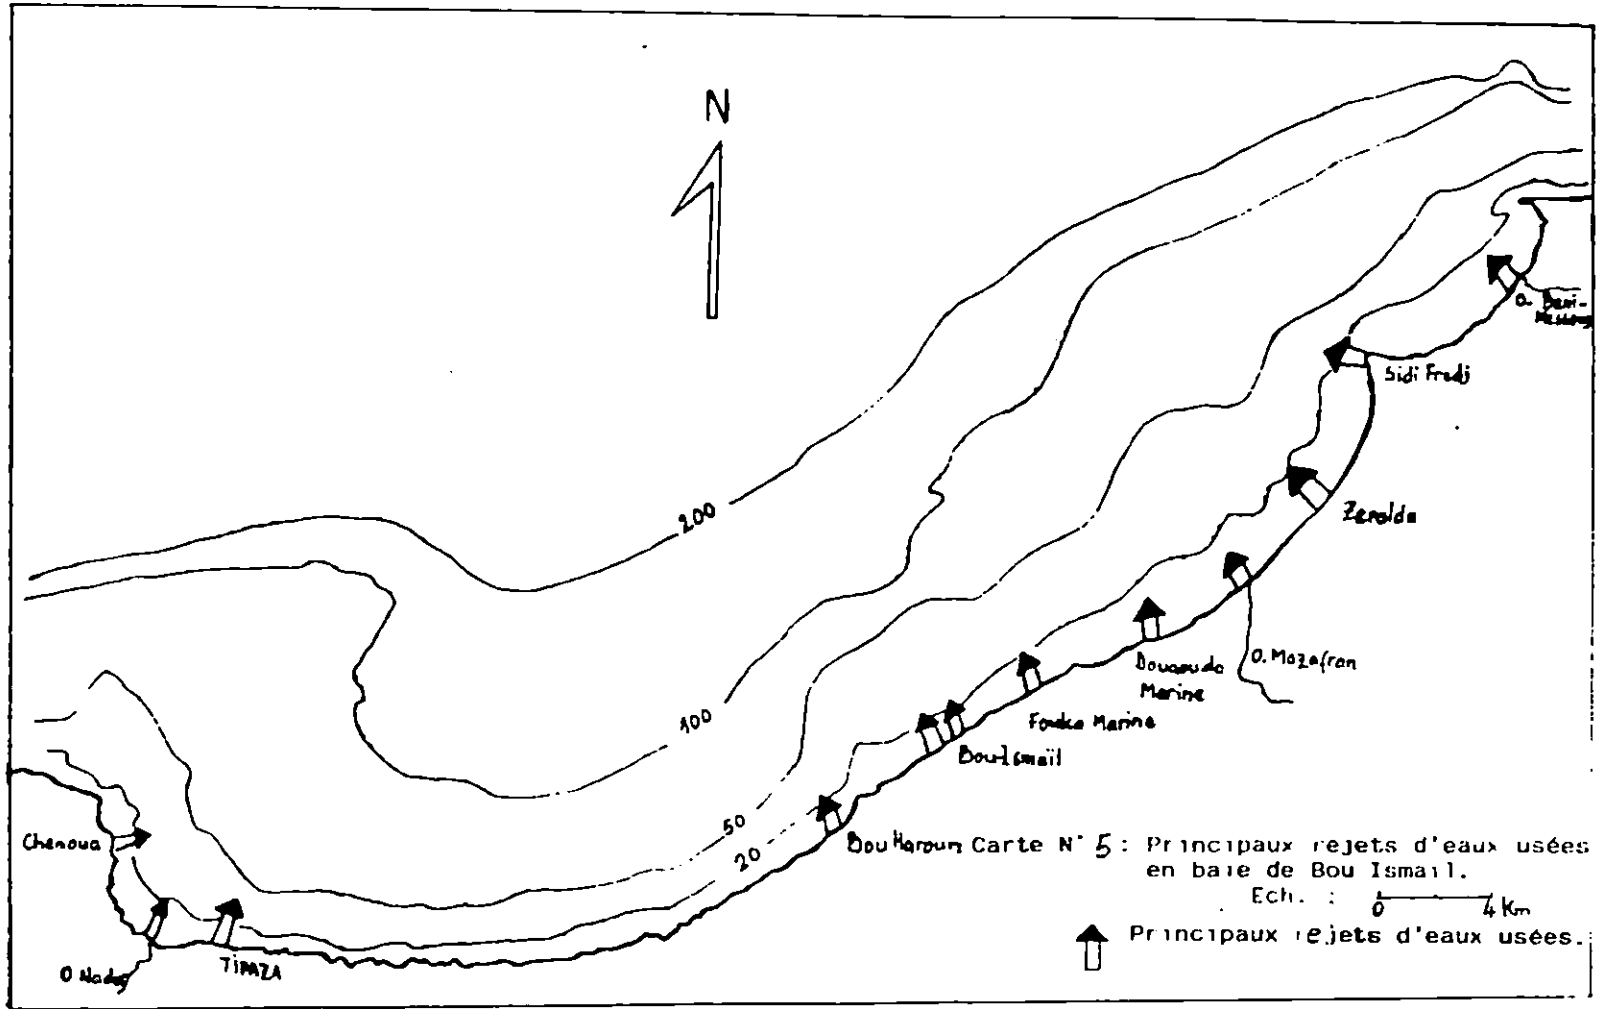 N
200
100
50
20
O. Beni-
Messous
Sidi Fredj
Zeralda
O. Mazafran
Douaouda
Marine
Fouka Marine
Bou-Ismaïl
Bou Haroun
Chenoua
O Nador
TiPAZA
Carte N° 5 : Principaux rejets d'eaux usées
en baie de Bou Ismail.
Ech. :
0 4 Km
Principaux rejets d'eaux usées.